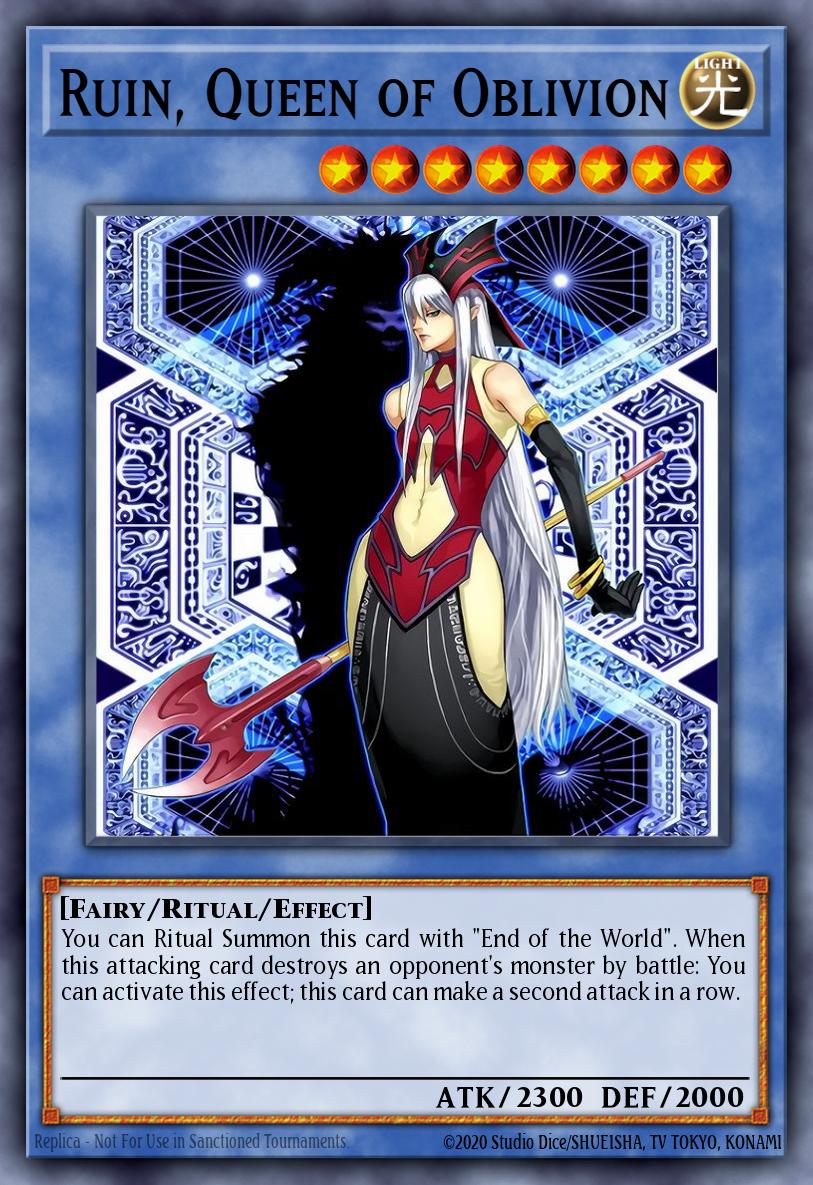 Ruin, Queen of Oblivion
LIGHT
光
[Fairy/Ritual/Effect]
You can Ritual Summon this card with "End of the World". When
this attacking card destroys an opponent's monster by battle: You
can activate this effect; this card can make a second attack in a row.
ATK/2300 DEF/2000
Replica - Not For Use in Sanctioned Tournaments.
©2020 Studio Dice/SHUEISHA, TV TOKYO, KONAMI